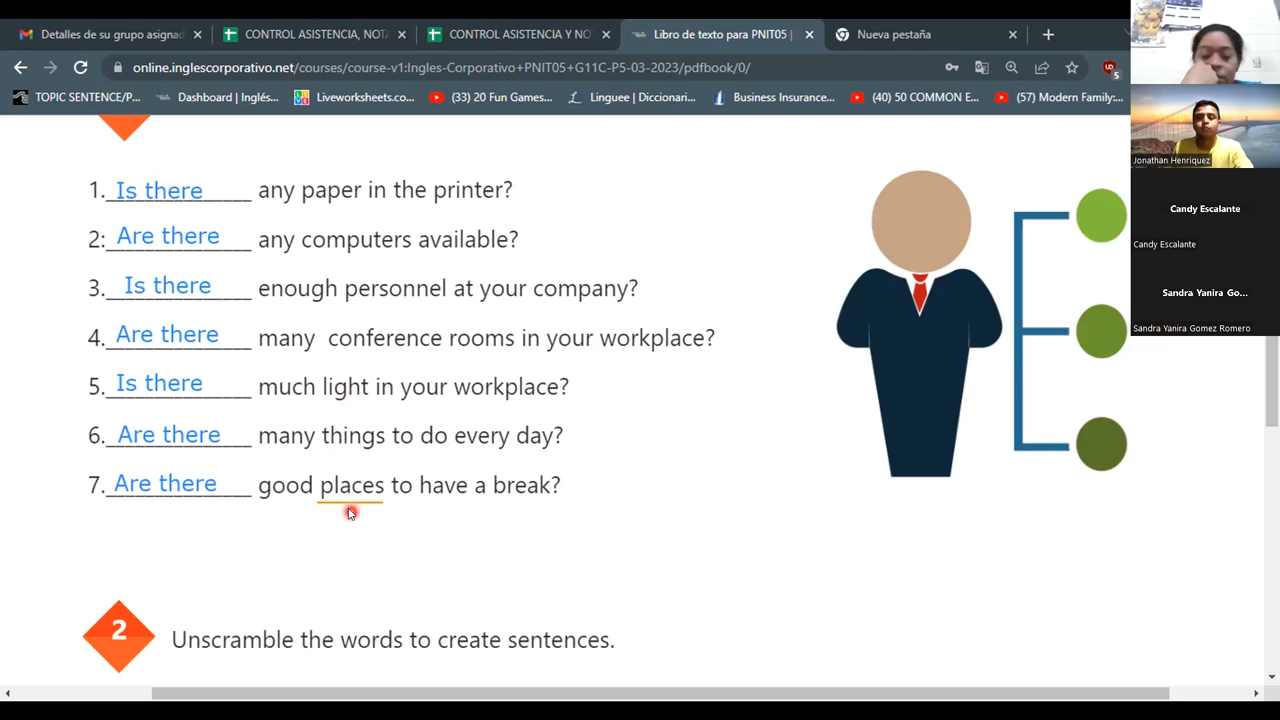 Detalles de su grupo asignad
CONTROL ASISTENCIA, NOT
ASISTENCIA Y NO
Libro de texto para PNIT05 |
Nueva pestaña
online.inglescorporativo.net/courses/course-v1:Ingles-Corporativo+PNIT05+G11C-P5-03-2023/pdfbook/0/
TOPIC SENTENCE/P...
Dashboard | Inglés...
Liveworksheets.co...
(33) 20 Fun Games...
Linguee | Diccionari...
Business Insurance...
(40) 50 COMMON E...
(57) Modern Family:...
1. Is there any paper in the printer?
2: Are there any computers available?
3. Is there enough personnel at your company?
4. Are there many conference rooms in your workplace?
5. Is there much light in your workplace?
6. Are there many things to do every day?
7. Are there good places to have a break?
2 Unscramble the words to create sentences.
Jonathan Henriquez
Candy Escalante
Candy Escalante
Sandra Yanira Go...
Sandra Yanira Gomez Romero